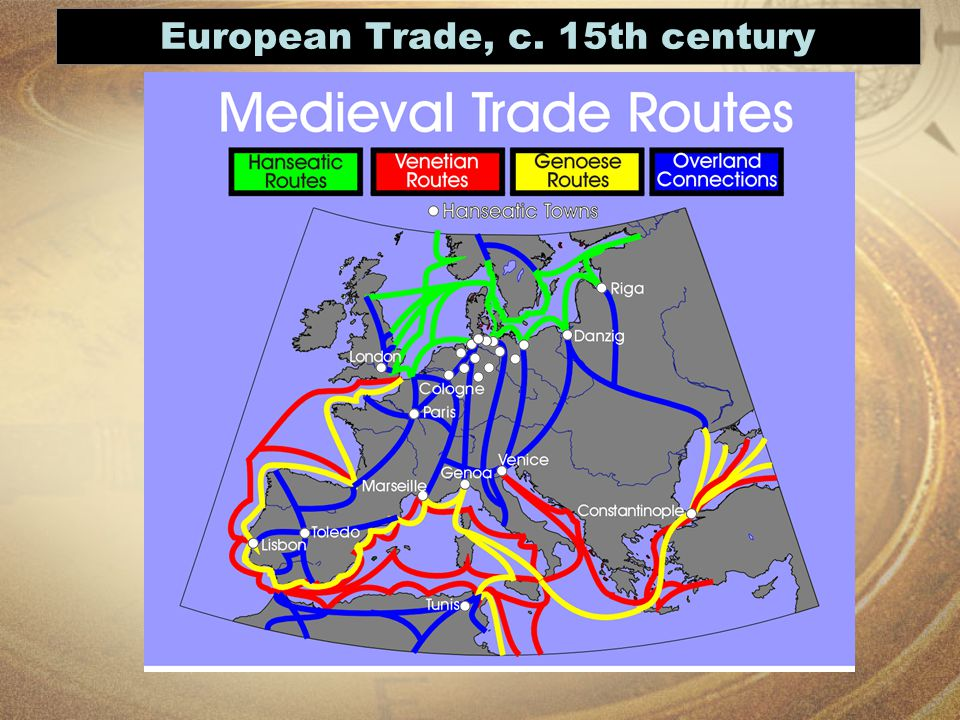 European Trade, c. 15th century
Medieval Trade Routes
Hanseatic
Routes
Venetian
Routes
Genoese
Routes
Overland
Connections
Hanseatic Towns
Riga
Danzig
London
Cologne
Paris
Venice
Genoa
Marseille
Constantinople
Toledo
Lisbon
Tunis